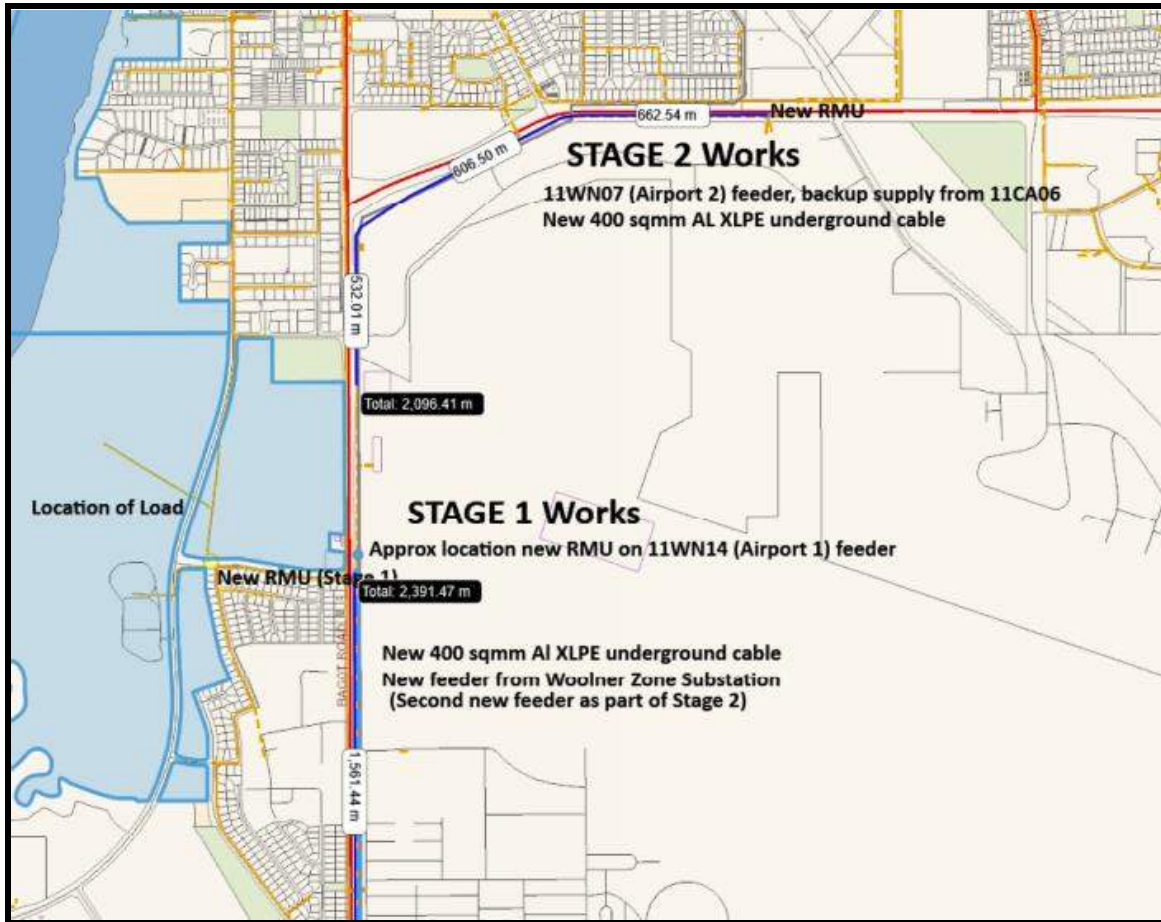 662.54 m
New RMU
606.50 m
STAGE 2 Works
11WN07 (Airport 2) feeder, backup supply from 11CA06
New 400 sqmm AL XLPE underground cable
532.01 m
Total: 2,096.41 m
Location of Load
STAGE 1 Works
Approx location new RMU on 11WN14 (Airport 1) feeder
New RMU (Stage 1)
Total: 2,391.47 m
New 400 sqmm Al XLPE underground cable
BAGOT ROAD
New feeder from Woolner Zone Substation
(Second new feeder as part of Stage 2)
1,561.44 m